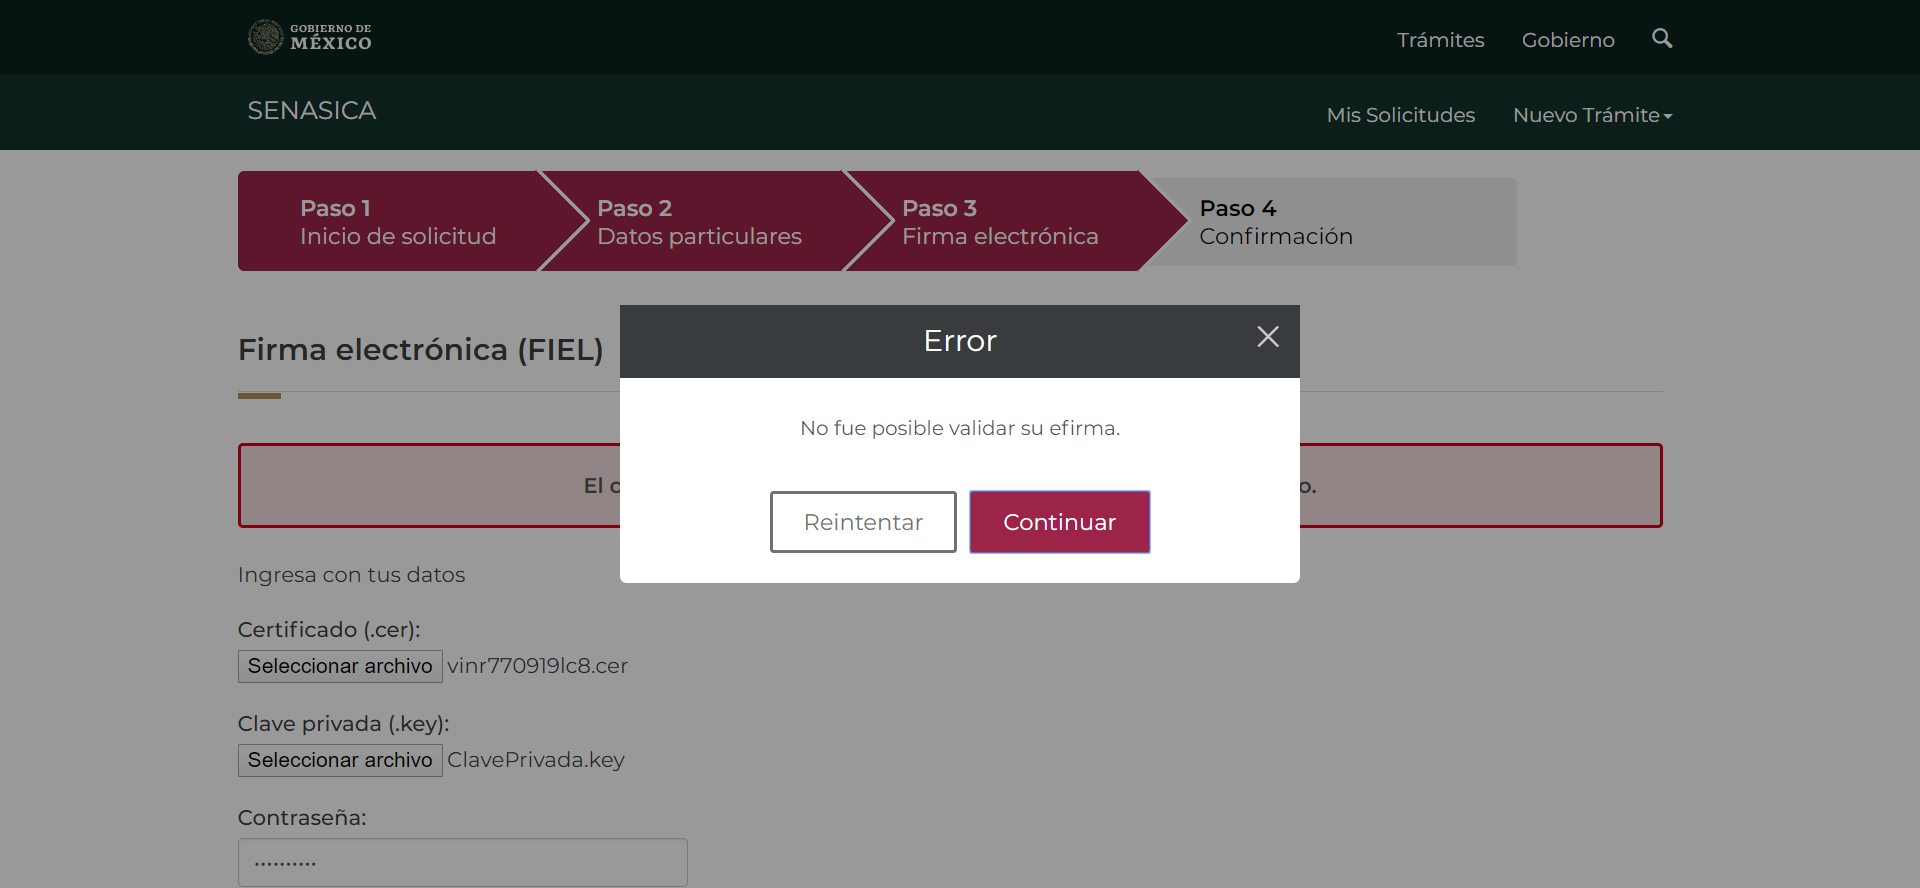 GOBIERNO DE
MÉXICO
Trámites
Gobierno
SENASICA
Mis Solicitudes
Nuevo Trámite
Paso 1
Inicio de solicitud
Paso 2
Datos particulares
Paso 3
Firma electrónica
Paso 4
Confirmación
Firma electrónica (FIEL)
Error
No fue posible validar su efirma.
Reintentar
Continuar
El
Ingresa con tus datos
Certificado (.cer):
Seleccionar archivo vinr770919lc8.cer
Clave privada (.key):
Seleccionar archivo ClavePrivada.key
Contraseña:
••••••••••